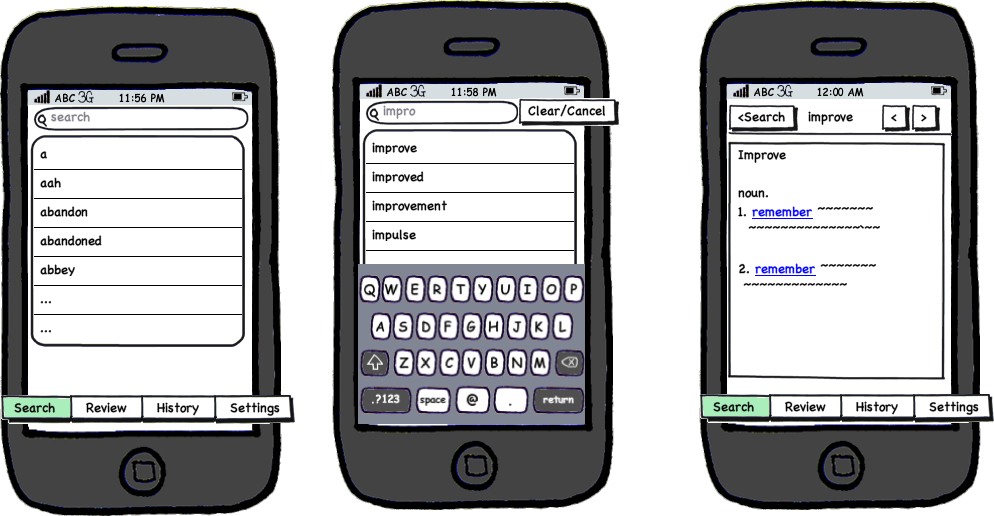 ABC 3G 11:56 PM
search
a
aah
abandon
abandoned
abbey
...
...
Search Review History Settings
ABC 3G 11:58 PM
impro Clear/Cancel
improve
improved
improvement
impulse
Q W E R T Y U I O P
A S D F G H J K L
Z X C V B N M
.?123 space @ . return
ABC 3G 12:00 AM
<Search improve < >
Improve
noun.
1. remember ~~~~~~~
~~~~~~~~~~~~~~^~~
2. remember ~~~~~~~
~~~~~~~~~~~~~
Search Review History Settings